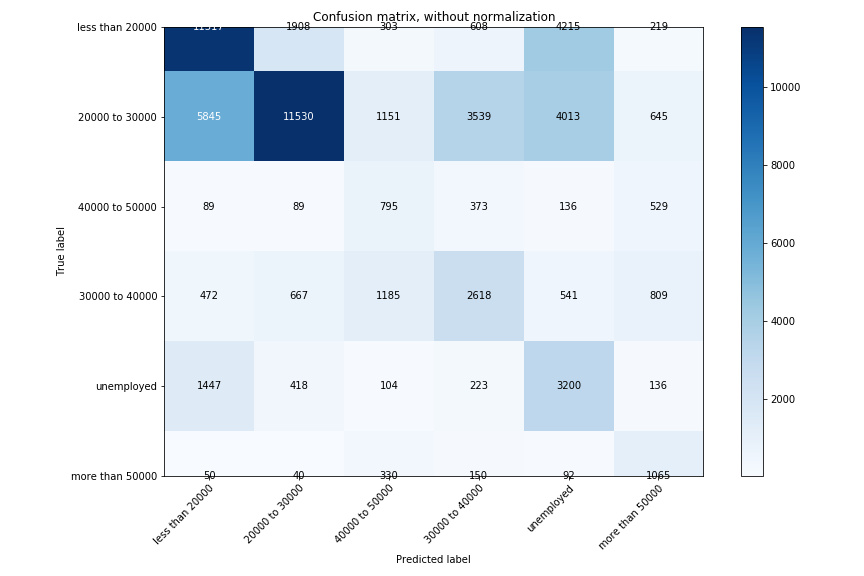 Confusion matrix, without normalization
less than 20000 1908 303 608 4215 219
20000 to 30000 5845 11530 1151 3539 4013 645
40000 to 50000 89 89 795 373 136 529
30000 to 40000 472 667 1185 2618 541 809
unemployed 1447 418 104 223 3200 136
more than 50000 50 40 330 150 92 1065
True label
less than 20000
20000 to 30000
40000 to 50000
30000 to 40000
unemployed
more than 50000
Predicted label
10000
8000
6000
4000
2000